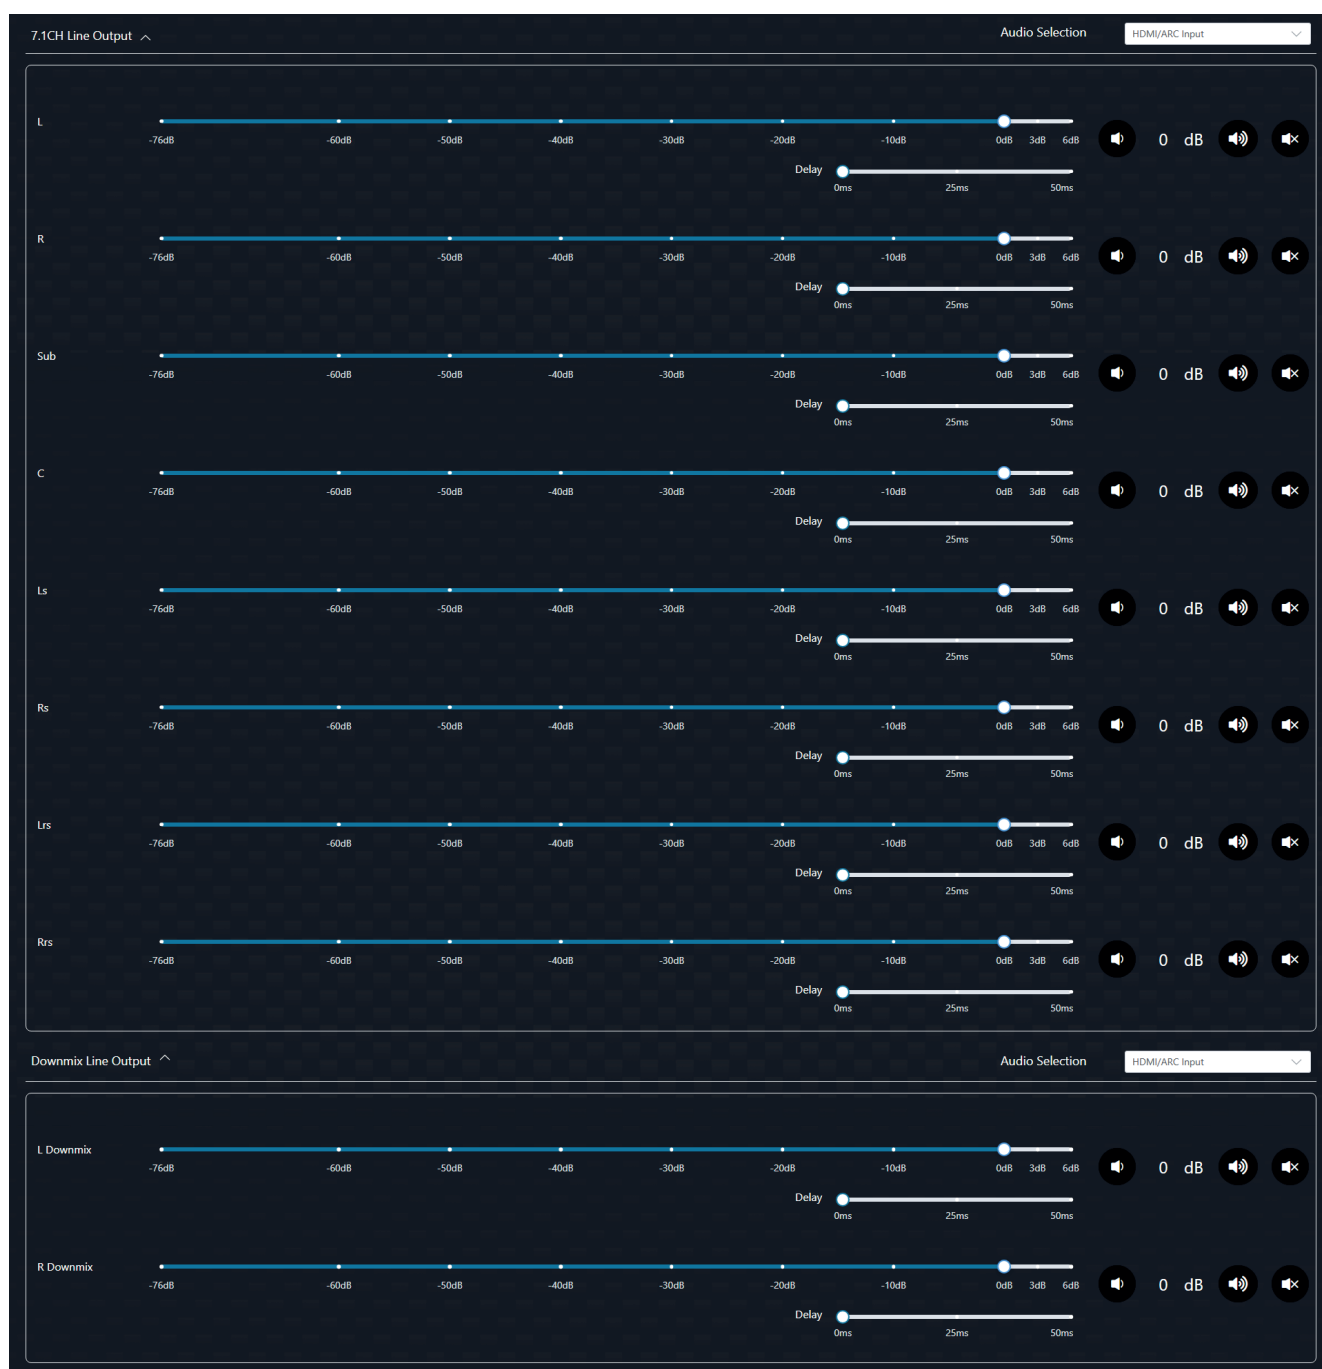 7.1CH Line Output Audio Selection HDMI/ARC Input
L
-76dB -60dB -50dB -40dB -30dB -20dB -10dB 0dB 3dB 6dB 0 dB
Delay
0ms 25ms 50ms
R
-76dB -60dB -50dB -40dB -30dB -20dB -10dB 0dB 3dB 6dB 0 dB
Delay
0ms 25ms 50ms
Sub
-76dB -60dB -50dB -40dB -30dB -20dB -10dB 0dB 3dB 6dB 0 dB
Delay
0ms 25ms 50ms
C
-76dB -60dB -50dB -40dB -30dB -20dB -10dB 0dB 3dB 6dB 0 dB
Delay
0ms 25ms 50ms
Ls
-76dB -60dB -50dB -40dB -30dB -20dB -10dB 0dB 3dB 6dB 0 dB
Delay
0ms 25ms 50ms
Rs
-76dB -60dB -50dB -40dB -30dB -20dB -10dB 0dB 3dB 6dB 0 dB
Delay
0ms 25ms 50ms
Lrs
-76dB -60dB -50dB -40dB -30dB -20dB -10dB 0dB 3dB 6dB 0 dB
Delay
0ms 25ms 50ms
Rrs
-76dB -60dB -50dB -40dB -30dB -20dB -10dB 0dB 3dB 6dB 0 dB
Delay
0ms 25ms 50ms
Downmix Line Output Audio Selection HDMI/ARC Input
L Downmix
-76dB -60dB -50dB -40dB -30dB -20dB -10dB 0dB 3dB 6dB 0 dB
Delay
0ms 25ms 50ms
R Downmix
-76dB -60dB -50dB -40dB -30dB -20dB -10dB 0dB 3dB 6dB 0 dB
Delay
0ms 25ms 50ms